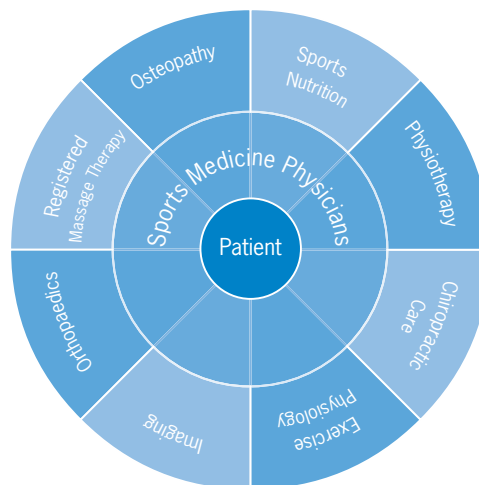 Osteopathy
Sports
Nutrition
Physiotherapy
Chiropractic
Care
Exercise
Physiology
Imaging
Orthopaedics
Registered
Massage Therapy
Sports Medicine Physicians
Patient